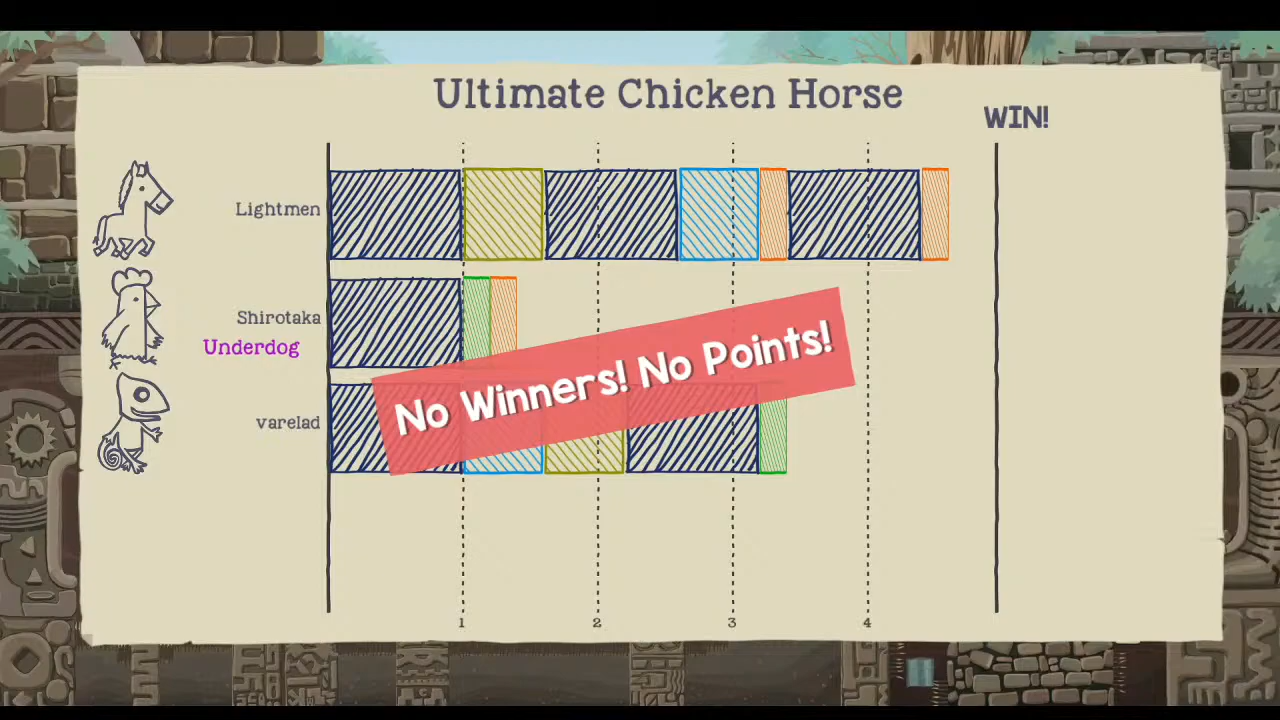 Ultimate Chicken Horse
WIN!
Lightmen
Shirotaka
Underdog
No Winners! No Points!
varelad
1 2 3 4